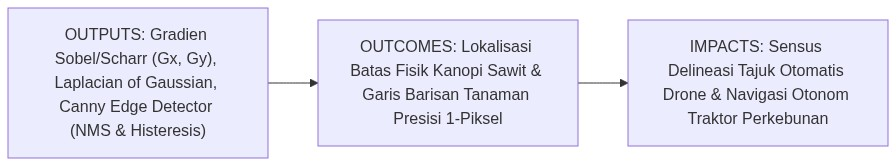 OUTPUTS: Gradien
Sobel/Scharr (Gx, Gy),
Laplacian of Gaussian,
Canny Edge Detector
(NMS & Histeresis)
OUTCOMES: Lokalisasi
Batas Fisik Kanopi Sawit &
Garis Barisan Tanaman
Presisi 1-Piksel
IMPACTS: Sensus
Delineasi Tajuk Otomatis
Drone & Navigasi Otonom
Traktor Perkebunan